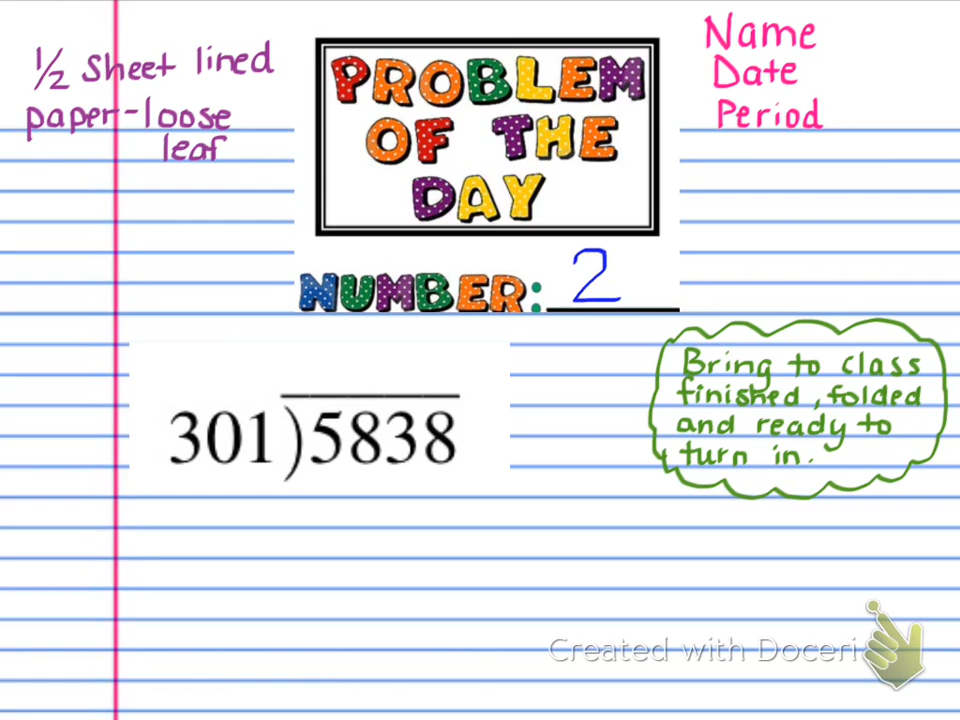 ½ Sheet lined
paper-loose
leaf
PROBLEM
OF THE
DAY
NUMBER: 2
Name
Date
Period
301)5838
Bring to class
finished, folded
and ready to
turn in.
Created with Doceri